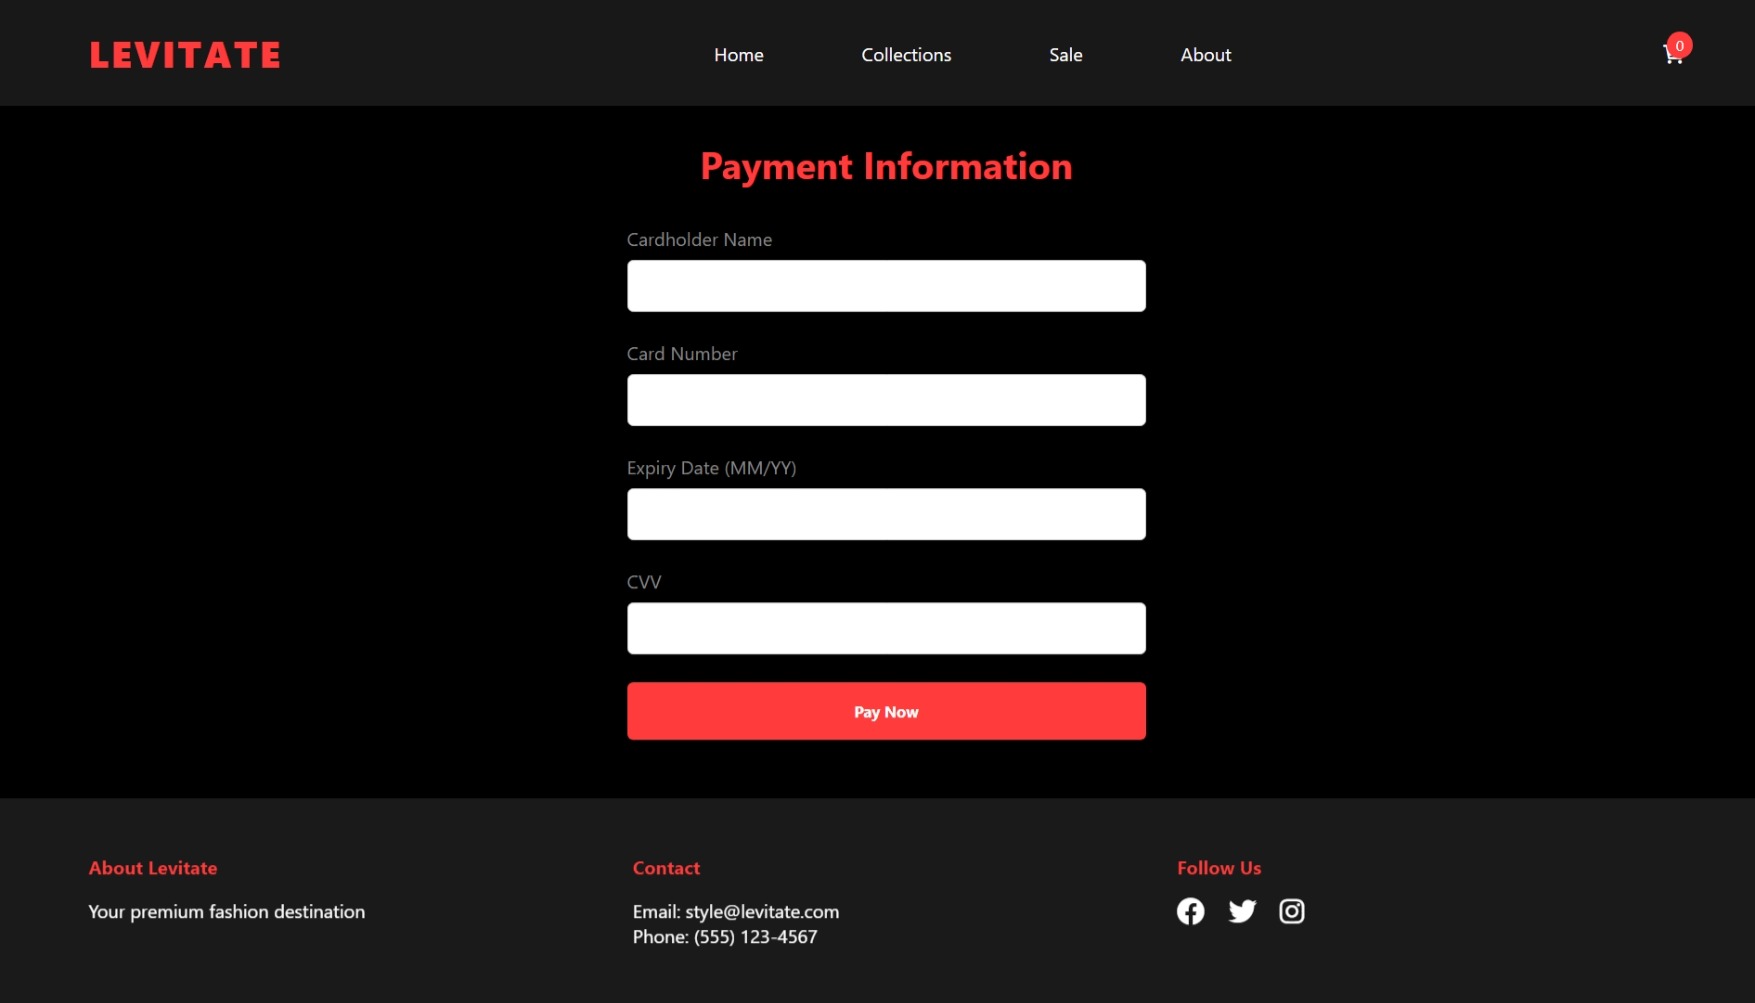 LEVITATE
Home
Collections
Sale
About
0
Payment Information
Cardholder Name
Card Number
Expiry Date (MM/YY)
CVV
Pay Now
About Levitate
Your premium fashion destination
Contact
Email: style@levitate.com
Phone: (555) 123-4567
Follow Us